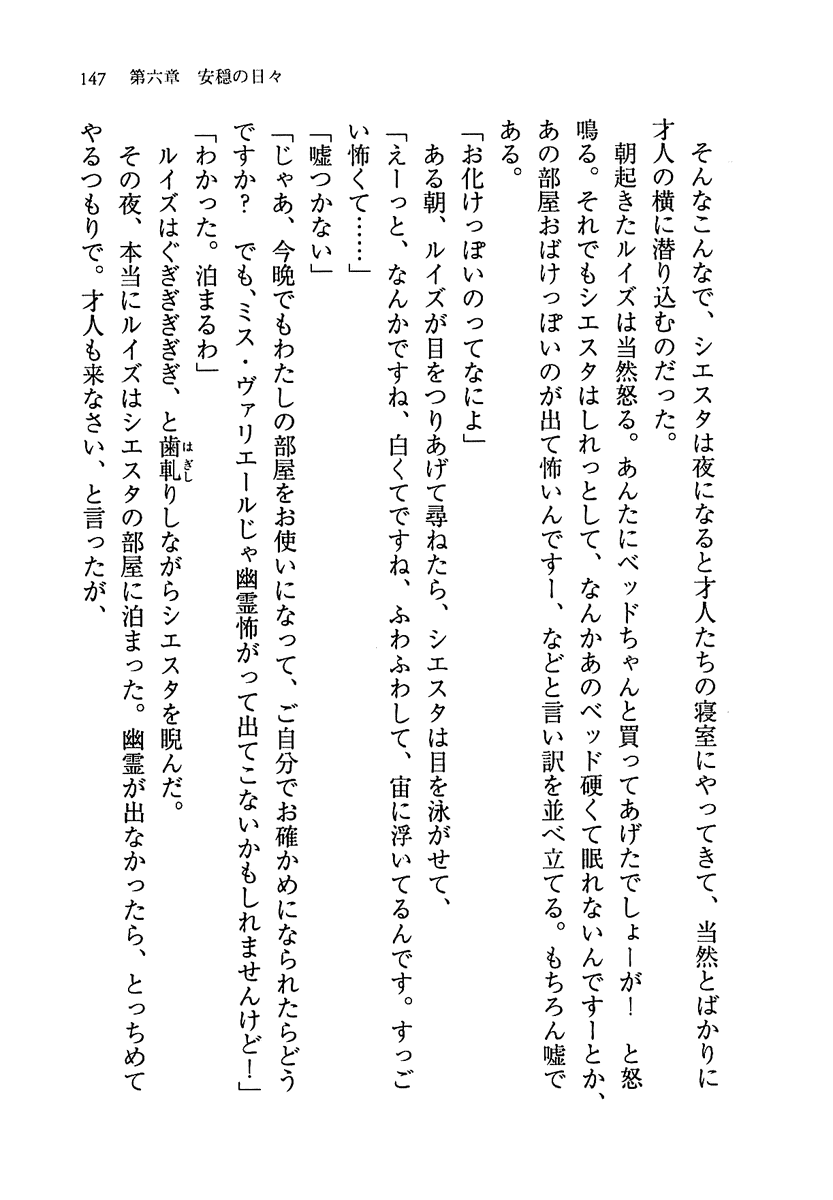 147　第六章　安穏の日々
　そんなこんなで、シエスタは夜になると才人たちの寝室にやってきて、当然とばかりに
才人の横に潜り込むのだった。
　朝起きたルイズは当然怒る。あんたにベッドちゃんと買ってあげたでしょーが！　と怒
鳴る。それでもシエスタはしれっとして、なんかあのベッド硬くて眠れないんですーとか、
あの部屋おばけっぽいのが出て怖いんですー、などと言い訳を並べ立てる。もちろん嘘で
ある。
「お化けっぽいのってなによ」
　ある朝、ルイズが目をつりあげて尋ねたら、シエスタは目を泳がせて、
「えーっと、なんかですね、白くてですね、ふわふわして、宙に浮いてるんです。すっご
い怖くて……」
「嘘つかない」
「じゃあ、今晩でもわたしの部屋をお使いになって、ご自分でお確かめになられたらどう
ですか？　でも、ミス・ヴァリエールじゃ幽霊怖がって出てこないかもしれませんけど！」
「わかった。泊まるわ」
　ルイズはぐぎぎぎぎぎ、と歯軋りしながらシエスタを睨んだ。
はぎし
　その夜、本当にルイズはシエスタの部屋に泊まった。幽霊が出なかったら、とっちめて
やるつもりで。才人も来なさい、と言ったが、